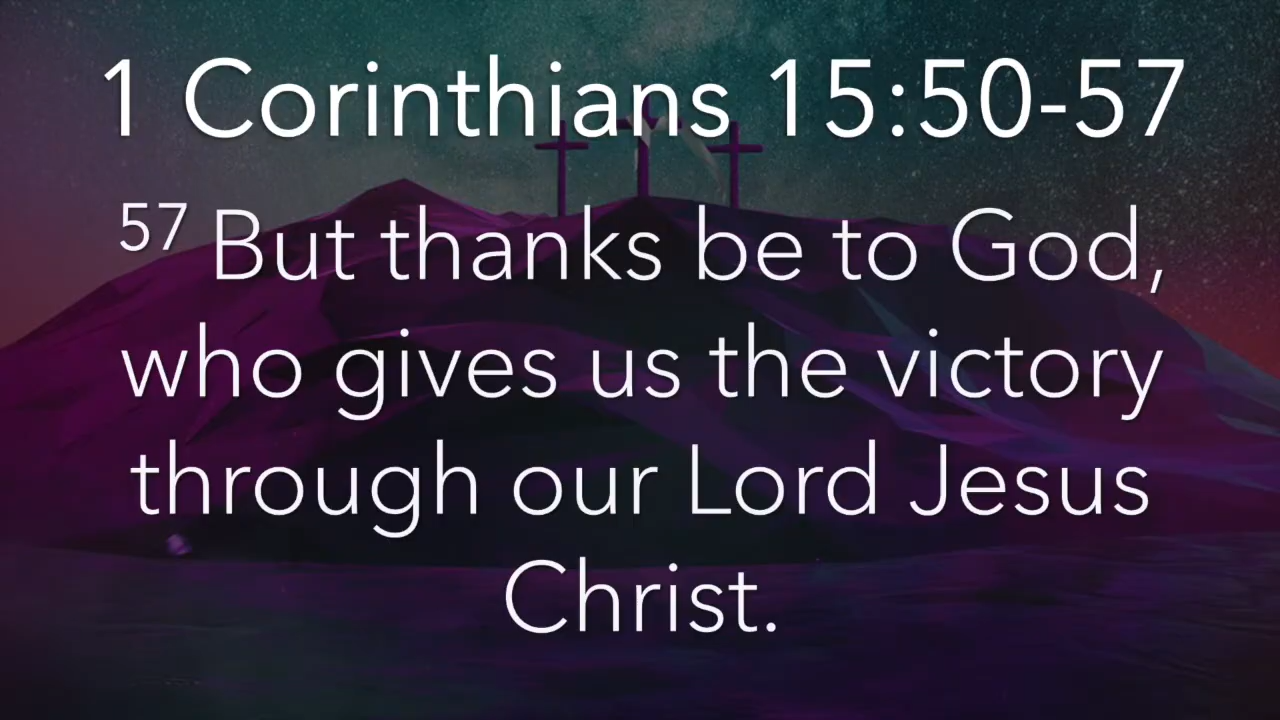 1 Corinthians 15:50-57
57 But thanks be to God,
who gives us the victory
through our Lord Jesus
Christ.